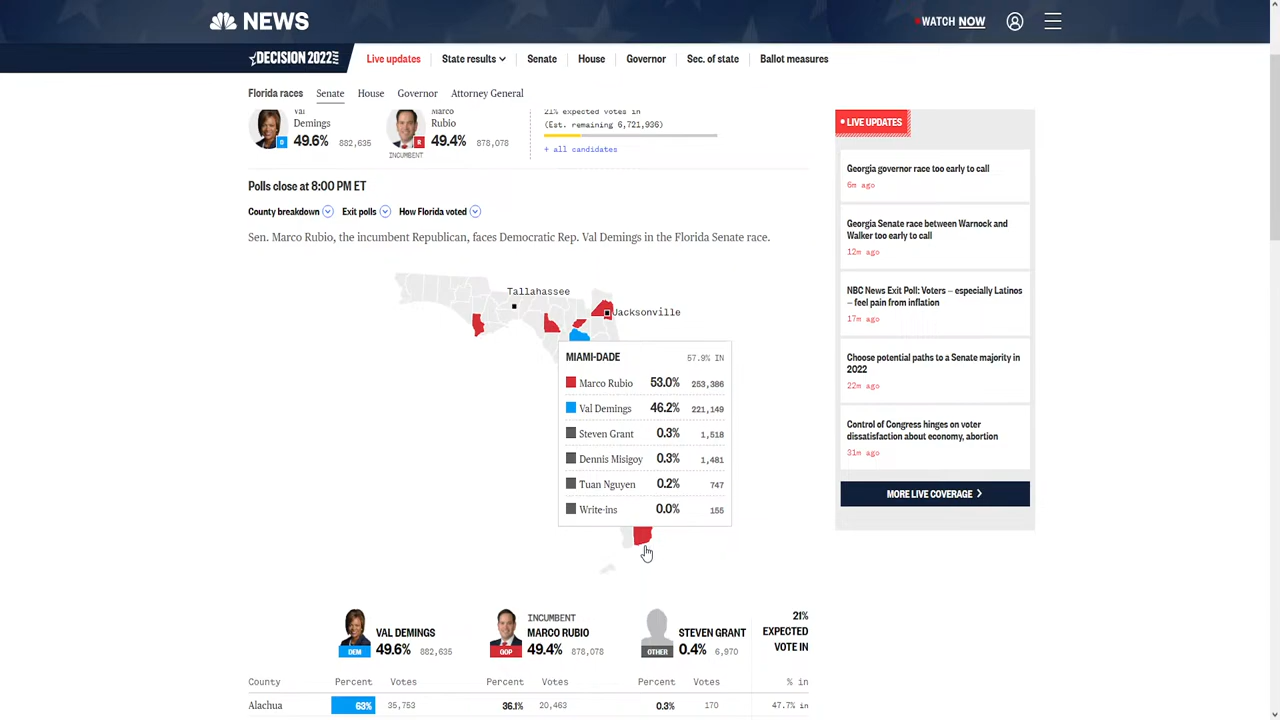 NEWS
WATCH NOW
DECISION 2022
Live updates
State results
Senate
House
Governor
Sec. of state
Ballot measures
Florida races
Senate
House
Governor
Attorney General
Val
Demings
49.6% 882,635
D
Marco
Rubio
49.4% 878,078
R
INCUMBENT
21% expected votes in
(Est. remaining 6,721,936)
+ all candidates
Polls close at 8:00 PM ET
County breakdown
Exit polls
How Florida voted
Sen. Marco Rubio, the incumbent Republican, faces Democratic Rep. Val Demings in the Florida Senate race.
Tallahassee
Jacksonville
MIAMI-DADE 57.9% IN
Marco Rubio 53.0% 253,386
Val Demings 46.2% 221,149
Steven Grant 0.3% 1,518
Dennis Misigoy 0.3% 1,481
Tuan Nguyen 0.2% 747
Write-ins 0.0% 155
LIVE UPDATES
Georgia governor race too early to call
6m ago
Georgia Senate race between Warnock and
Walker too early to call
12m ago
NBC News Exit Poll: Voters — especially Latinos
— feel pain from inflation
17m ago
Choose potential paths to a Senate majority in
2022
22m ago
Control of Congress hinges on voter
dissatisfaction about economy, abortion
31m ago
MORE LIVE COVERAGE
VAL DEMINGS
49.6% 882,635
DEM
INCUMBENT
MARCO RUBIO
49.4% 878,078
GOP
STEVEN GRANT
0.4% 6,970
OTHER
21%
EXPECTED
VOTE IN
County Percent Votes Percent Votes Percent Votes % in
Alachua 63% 35,753 36.1% 20,463 0.3% 170 47.7% in